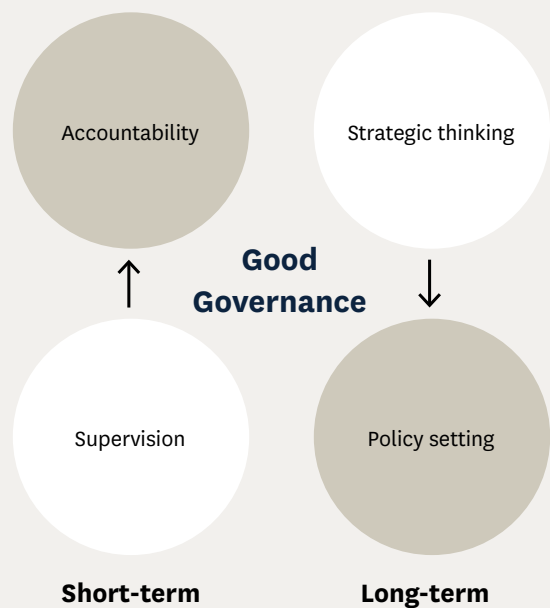 Accountability
Strategic thinking
Good
Governance
Supervision
Policy setting
Short-term
Long-term